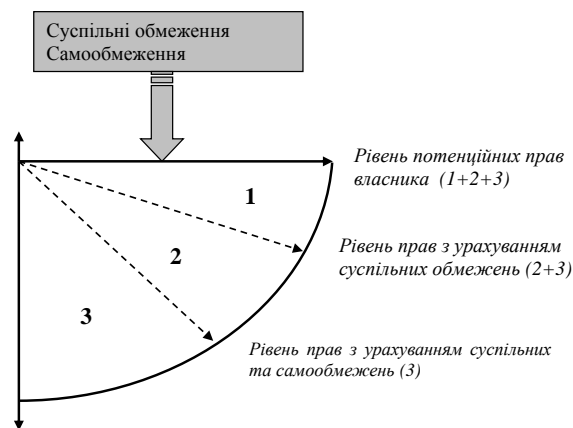 Суспільні обмеження
Самообмеження
Рівень потенційних прав
власника (1+2+3)
1
Рівень прав з урахуванням
суспільних обмежень (2+3)
2
3
Рівень прав з урахуванням суспільних
та самообмежень (3)